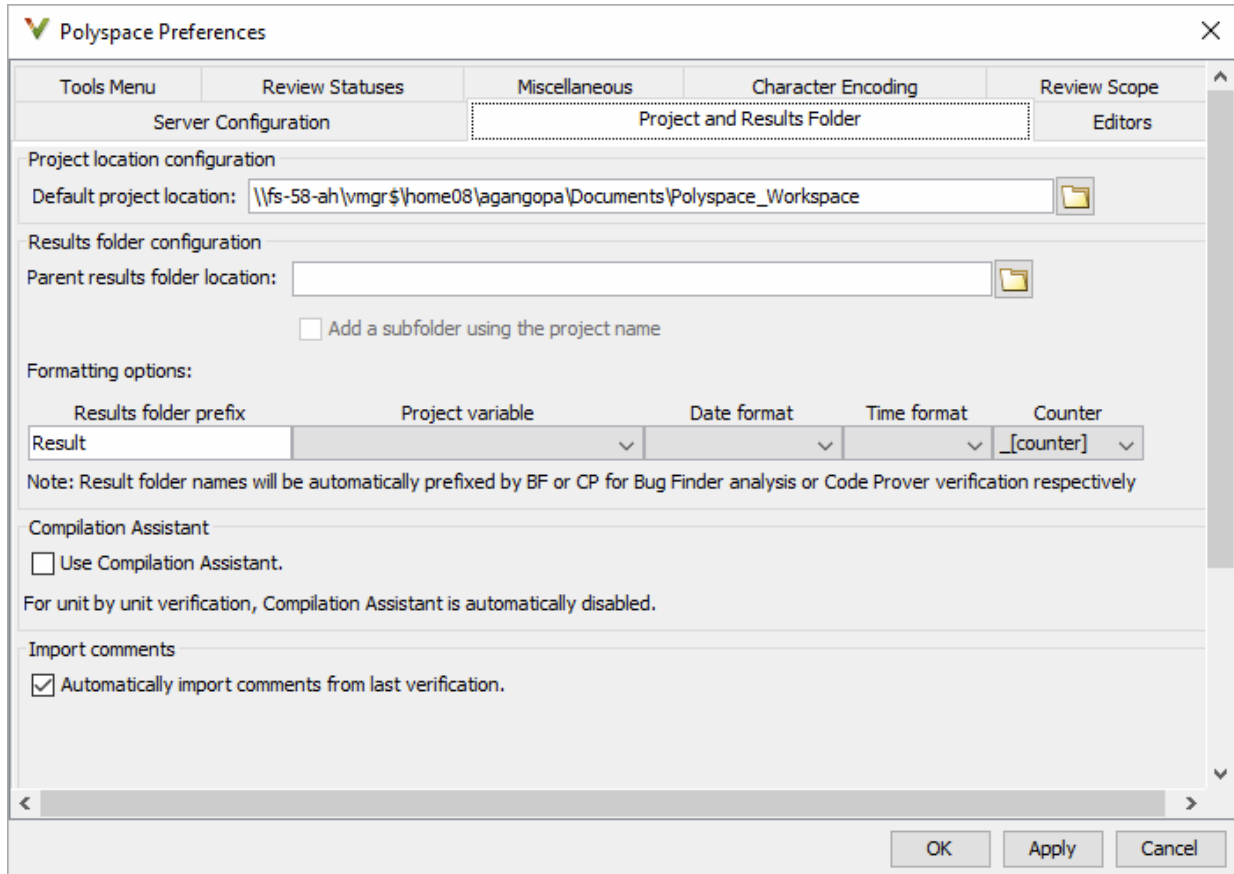 Polyspace Preferences
Tools Menu Review Statuses Miscellaneous Character Encoding Review Scope
Server Configuration Project and Results Folder Editors
Project location configuration
Default project location: \\fs-58-ah\vmgr$\home08\agangopa\Documents\Polyspace_Workspace
Results folder configuration
Parent results folder location:
Add a subfolder using the project name
Formatting options:
Results folder prefix Project variable Date format Time format Counter
Result _[counter]
Note: Result folder names will be automatically prefixed by BF or CP for Bug Finder analysis or Code Prover verification respectively
Compilation Assistant
Use Compilation Assistant.
For unit by unit verification, Compilation Assistant is automatically disabled.
Import comments
Automatically import comments from last verification.
OK Apply Cancel